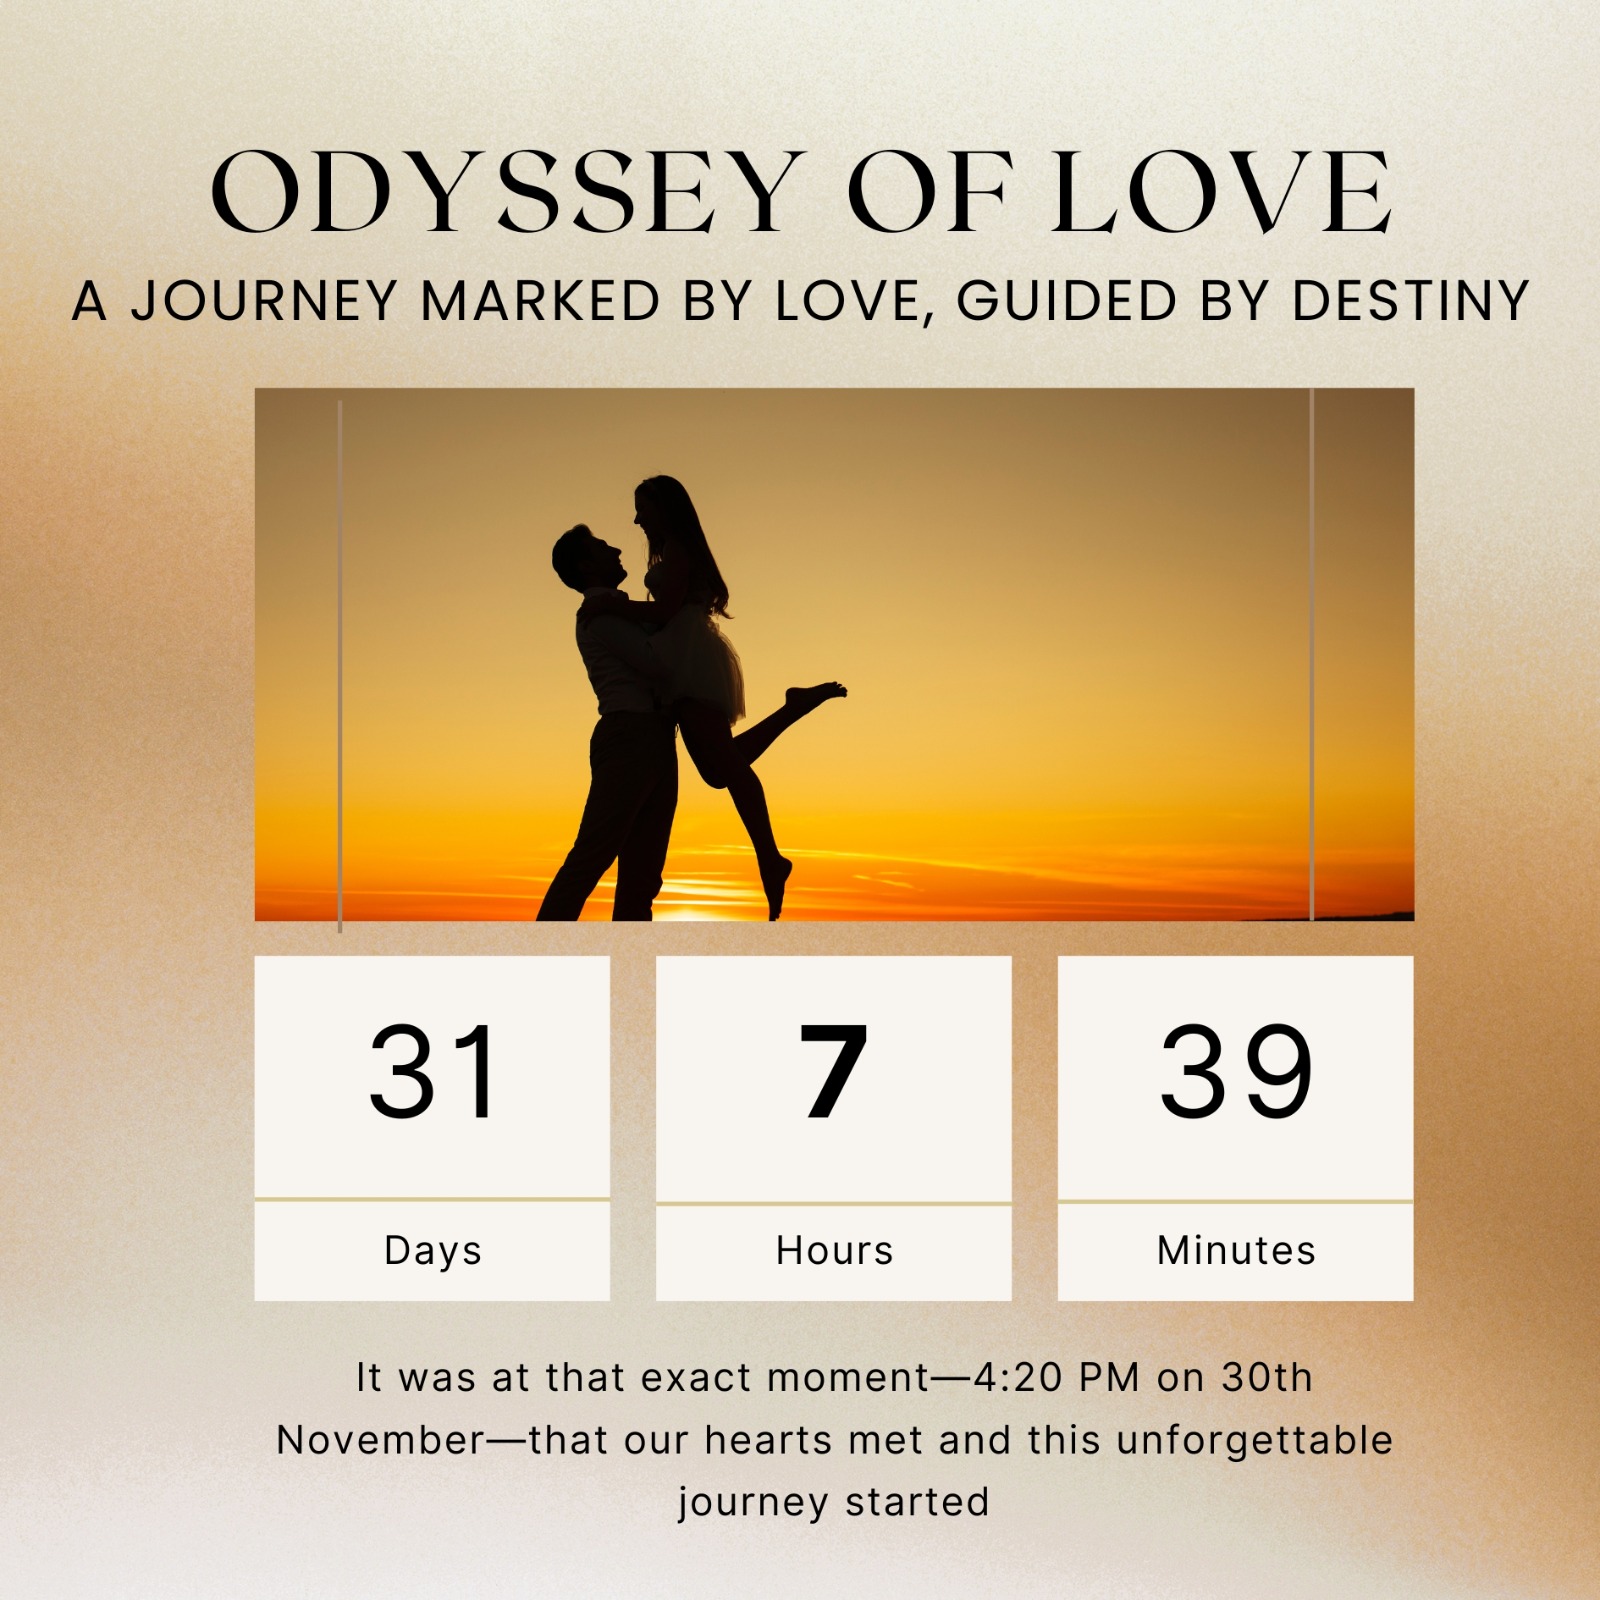 ODYSSEY OF LOVE
A JOURNEY MARKED BY LOVE, GUIDED BY DESTINY
31
7
39
Days
Hours
Minutes
It was at that exact moment—4:20 PM on 30th
November—that our hearts met and this unforgettable
journey started